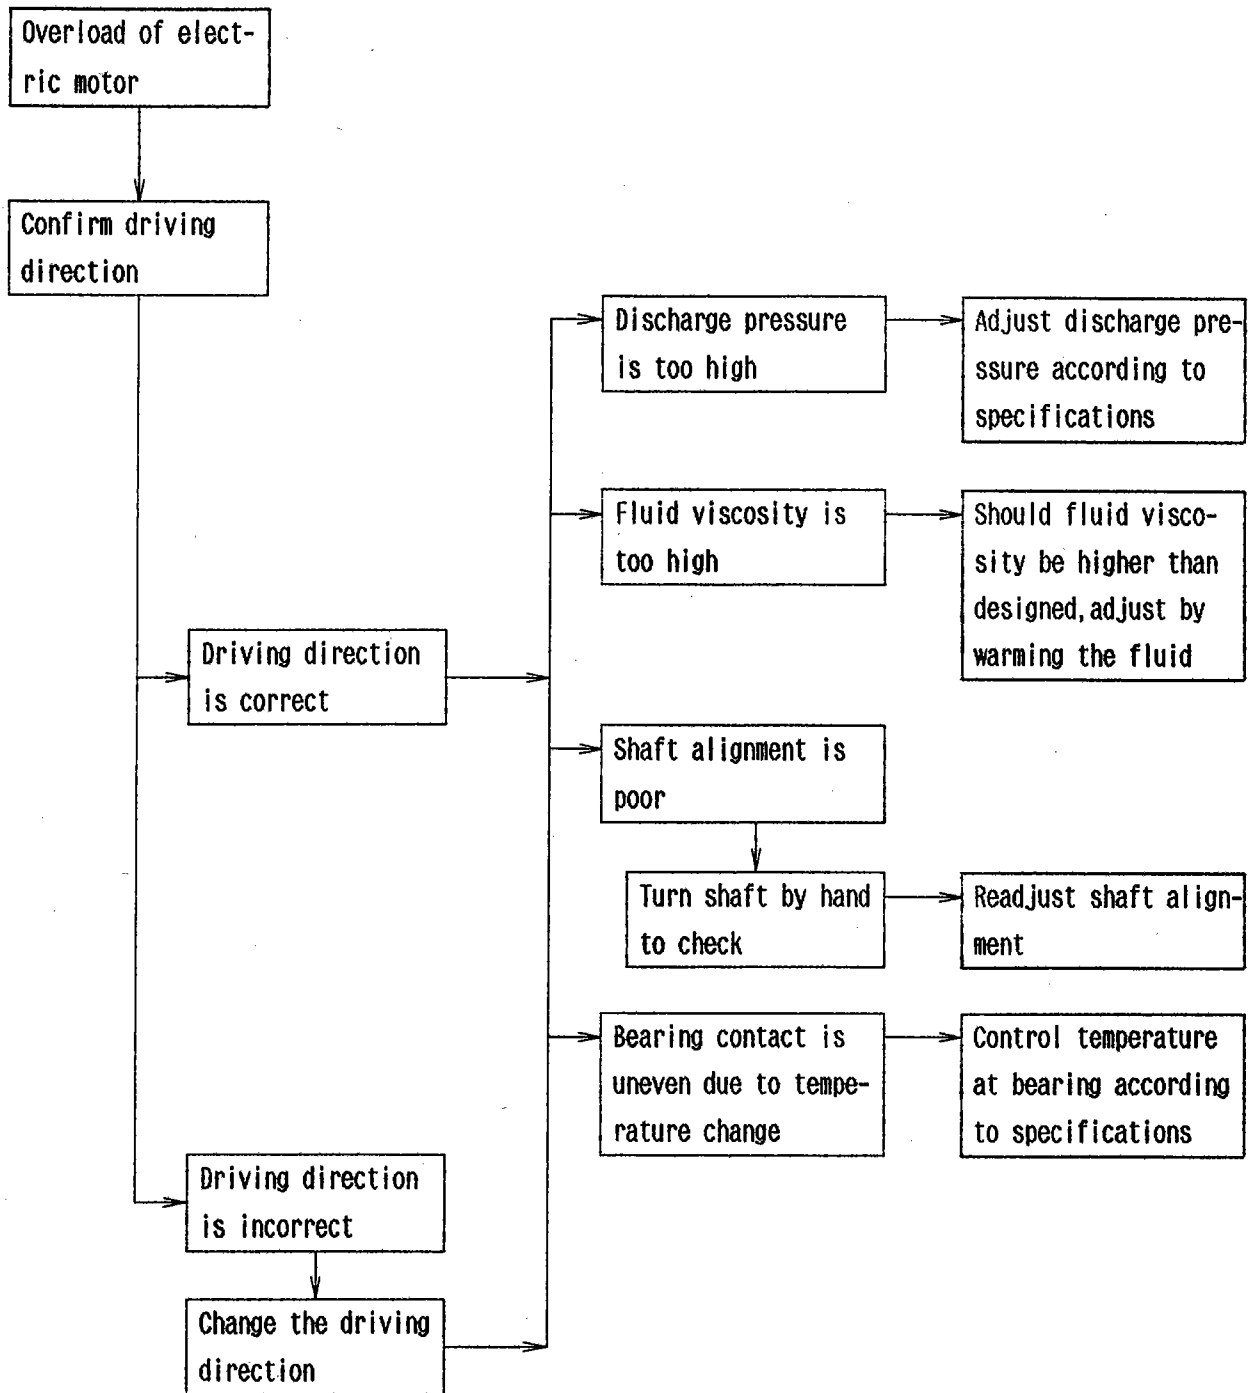 Overload of elect-
ric motor
Confirm driving
direction
Discharge pressure
is too high
Adjust discharge pre-
ssure according to
specifications
Fluid viscosity is
too high
Should fluid visco-
sity be higher than
designed, adjust by
warming the fluid
Driving direction
is correct
Shaft alignment is
poor
Turn shaft by hand
to check
Readjust shaft align-
ment
Bearing contact is
uneven due to tempe-
rature change
Control temperature
at bearing according
to specifications
Driving direction
is incorrect
Change the driving
direction